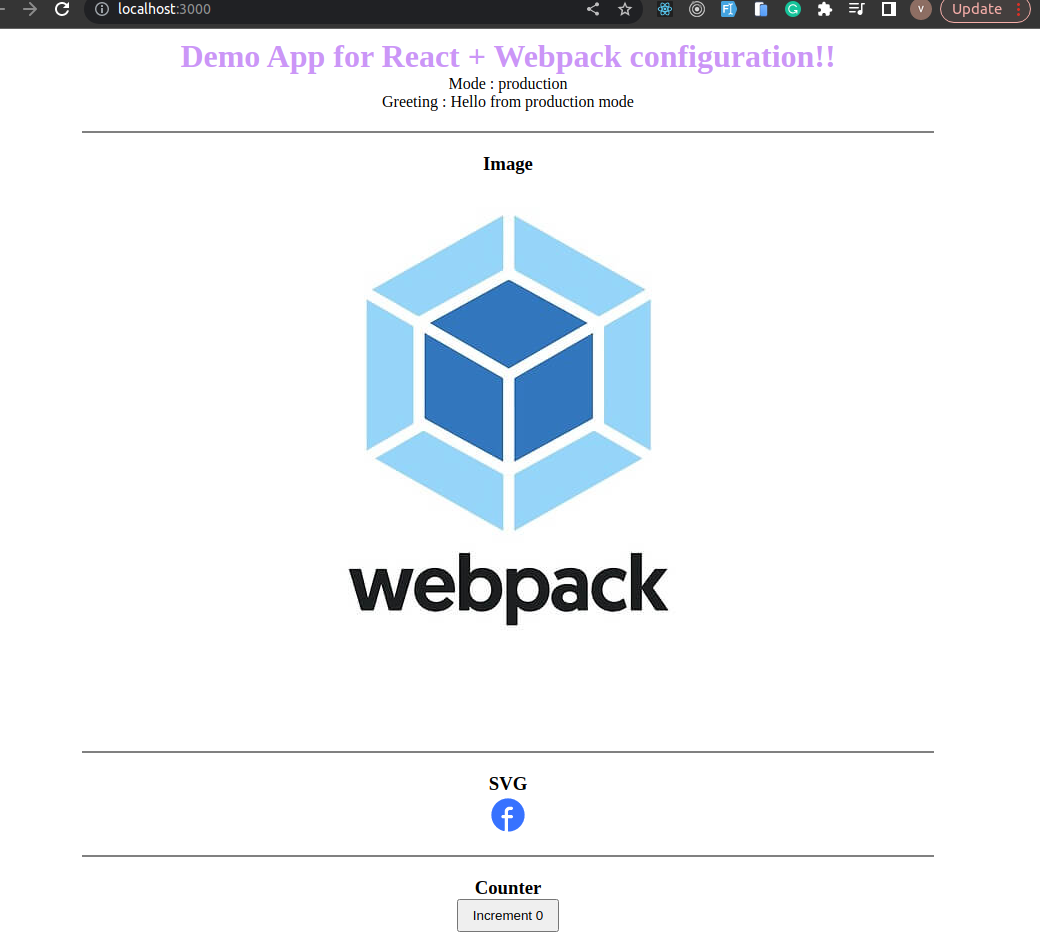 localhost:3000
V
Update
Demo App for React + Webpack configuration!!
Mode : production
Greeting : Hello from production mode
Image
webpack
SVG
Counter
Increment 0